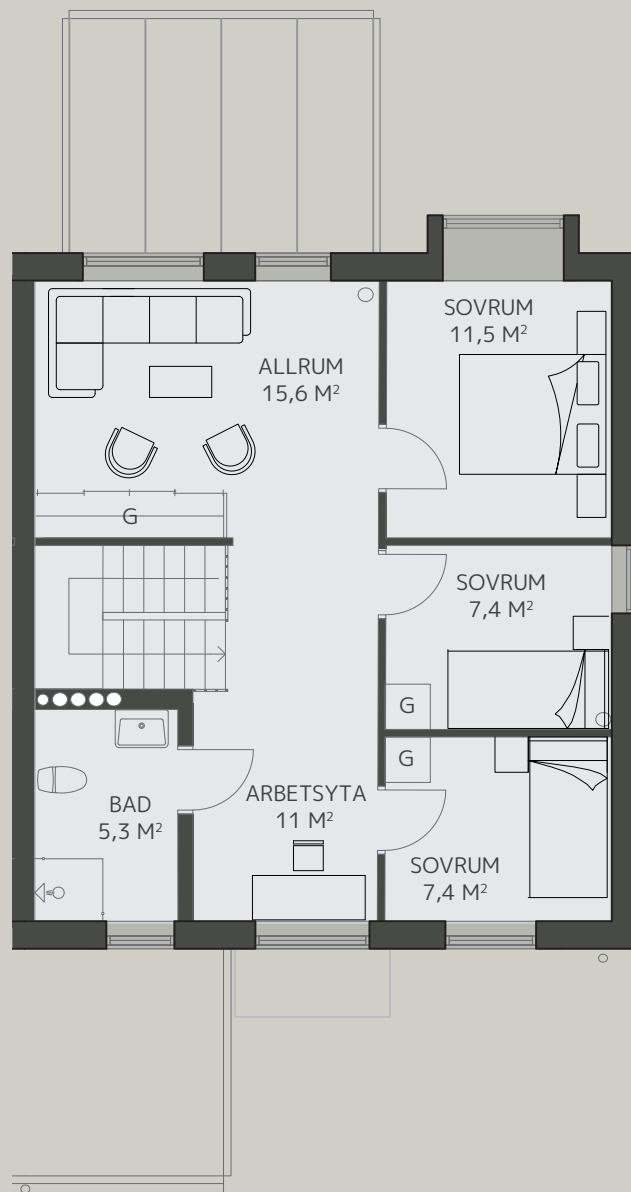 SOVRUM
11,5 M²
ALLRUM
15,6 M²
G
SOVRUM
7,4 M²
G
G
BAD
5,3 M²
ARBETSYTA
11 M²
SOVRUM
7,4 M²